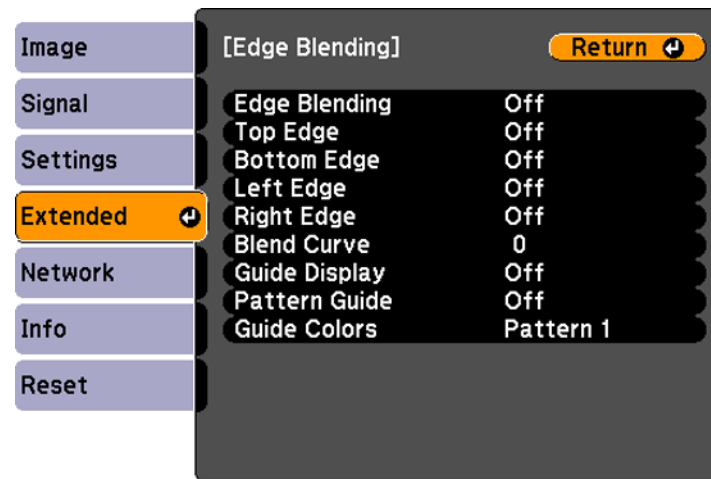 Image
Signal
Settings
Extended
Network
Info
Reset
[Edge Blending] Return
Edge Blending Off
Top Edge Off
Bottom Edge Off
Left Edge Off
Right Edge Off
Blend Curve 0
Guide Display Off
Pattern Guide Off
Guide Colors Pattern 1